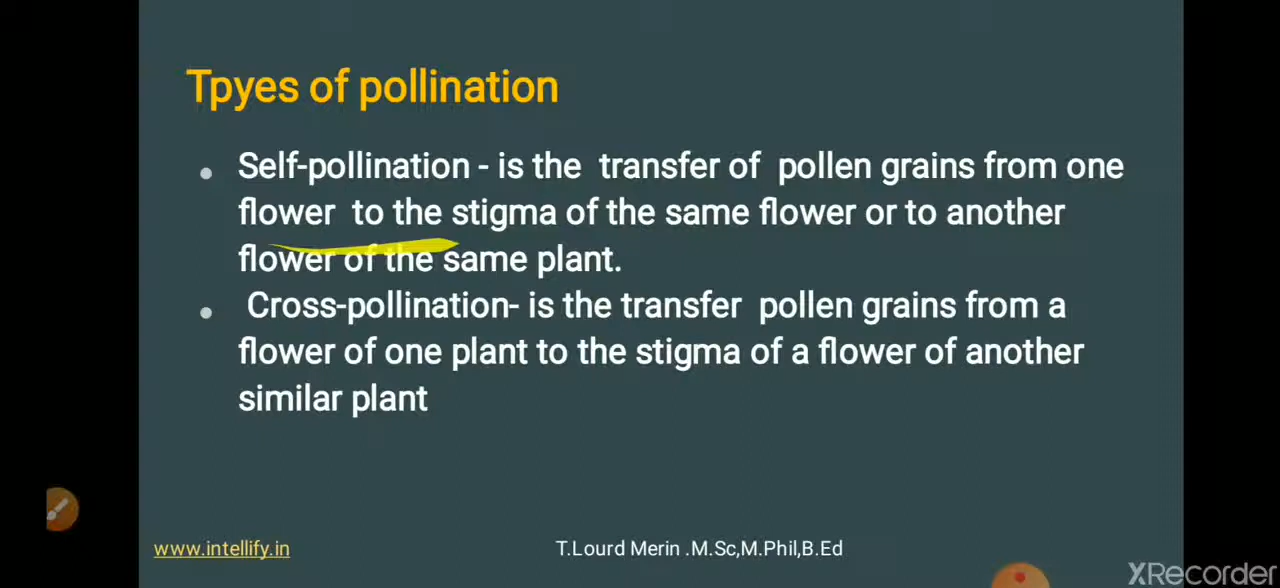 Tpyes of pollination
Self-pollination - is the transfer of pollen grains from one
flower to the stigma of the same flower or to another
flower of the same plant.
Cross-pollination- is the transfer pollen grains from a
flower of one plant to the stigma of a flower of another
similar plant
www.intellify.in
T.Lourd Merin .M.Sc,M.Phil,B.Ed
XRecorder